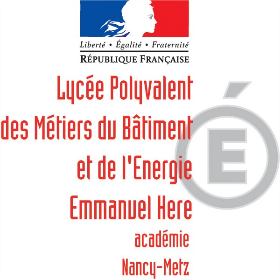 Liberté • Égalité • Fraternité
RÉPUBLIQUE FRANÇAISE
Lycée Polyvalent
des Métiers du Bâtiment
et de l'Energie
Emmanuel Here
académie
Nancy-Metz
É